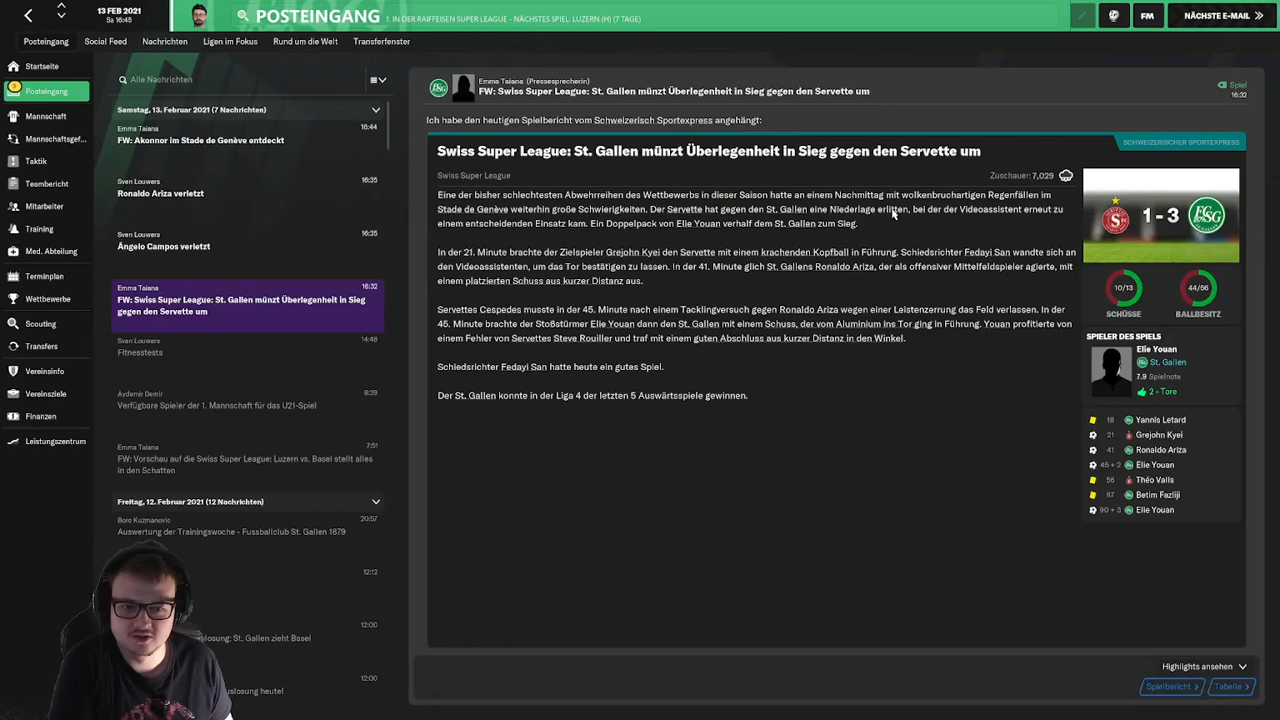 13 FEB 2021
Sa 16:45
POSTEINGANG
1. IN DER RAIFFEISEN SUPER LEAGUE - NÄCHSTES SPIEL: LUZERN (H) (7 TAGE)
FM
NÄCHSTE E-MAIL
Posteingang
Social Feed
Nachrichten
Ligen im Fokus
Rund um die Welt
Transferfenster
Startseite
Posteingang
Mannschaft
Mannschaftsgef...
Taktik
Teambericht
Mitarbeiter
Training
Med. Abteilung
Terminplan
Wettbewerbe
Scouting
Transfers
Vereinsinfo
Vereinsziele
Finanzen
Leistungszentrum
Alle Nachrichten
Samstag, 13. Februar 2021 (7 Nachrichten)
Emma Taiana
16:44
FW: Akonnor im Stade de Genève entdeckt
Sven Louwers
16:35
Ronaldo Ariza verletzt
Sven Louwers
16:35
Ângelo Campos verletzt
Emma Taiana
16:32
FW: Swiss Super League: St. Gallen münzt Überlegenheit in Sieg
gegen den Servette um
Sven Louwers
14:48
Fitnesstests
Aydemir Demir
8:39
Verfügbare Spieler der 1. Mannschaft für das U21-Spiel
Emma Taiana
7:51
FW: Vorschau auf die Swiss Super League: Luzern vs. Basel stellt alles
in den Schatten
Freitag, 12. Februar 2021 (12 Nachrichten)
Boro Kuzmanovic
20:57
Auswertung der Trainingswoche - Fussballclub St. Gallen 1879
12:12
12:00
losung: St. Gallen zieht Basel
12:00
uslosung heute!
Emma Taiana (Pressesprecherin)
FW: Swiss Super League: St. Gallen münzt Überlegenheit in Sieg gegen den Servette um
Spiel
16:32
Ich habe den heutigen Spielbericht vom Schweizerisch Sportexpress angehängt:
SCHWEIZERISCHER SPORTEXPRESS
Swiss Super League: St. Gallen münzt Überlegenheit in Sieg gegen den Servette um
Swiss Super League
Zuschauer: 7,029
Eine der bisher schlechtesten Abwehrreihen des Wettbewerbs in dieser Saison hatte an einem Nachmittag mit wolkenbruchartigen Regenfällen im
Stade de Genève weiterhin große Schwierigkeiten. Der Servette hat gegen den St. Gallen eine Niederlage erlitten, bei der der Videoassistent erneut zu
einem entscheidenden Einsatz kam. Ein Doppelpack von Elie Youan verhalf dem St. Gallen zum Sieg.
In der 21. Minute brachte der Zielspieler Grejohn Kyei den Servette mit einem krachenden Kopfball in Führung. Schiedsrichter Fedayi San wandte sich an
den Videoassistenten, um das Tor bestätigen zu lassen. In der 41. Minute glich St. Gallens Ronaldo Ariza, der als offensiver Mittelfeldspieler agierte, mit
einem platzierten Schuss aus kurzer Distanz aus.
Servettes Cespedes musste in der 45. Minute nach einem Tacklingversuch gegen Ronaldo Ariza wegen einer Leistenzerrung das Feld verlassen. In der
45. Minute brachte der Stoßstürmer Elie Youan dann den St. Gallen mit einem Schuss, der vom Aluminium ins Tor ging in Führung. Youan profitierte von
einem Fehler von Servettes Steve Rouiller und traf mit einem guten Abschluss aus kurzer Distanz in den Winkel.
Schiedsrichter Fedayi San hatte heute ein gutes Spiel.
Der St. Gallen konnte in der Liga 4 der letzten 5 Auswärtsspiele gewinnen.
1 - 3
10/13
SCHÜSSE
44/56
BALLBESITZ
SPIELER DES SPIELS
Elie Youan
St. Gallen
7.9 Spielnote
2 - Tore
18 Yannis Letard
21 Grejohn Kyei
41 Ronaldo Ariza
45 + 2 Elie Youan
56 Théo Valls
87 Betim Fazliji
90 + 3 Elie Youan
Highlights ansehen
Spielbericht
Tabelle